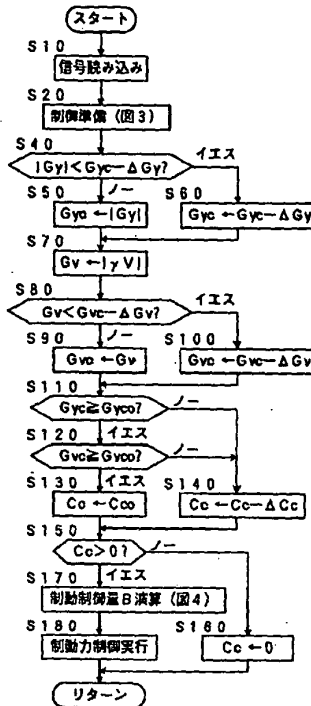 スタート
S10
信号読み込み
S20
制御準備（図3）
S40
|Gy|<Gyc−ΔGy?
イエス
S50
ノー
S60
Gyc←|Gy|
Gyc←Gyc−ΔGy
S70
Gv←|γV|
S80
Gv<Gvc−ΔGv?
イエス
S90
ノー
S100
Gvc←Gv
Gvc←Gvc−ΔGv
S110
Gyc≧Gyco?
ノー
S120
イエス
Gvc≧Gyco?
ノー
S130
イエス
S140
Cc←Cco
Cc←Cc−ΔCc
S150
Cc>0?
ノー
S170
イエス
制動制御量B演算（図4）
S180
S160
制動力制御実行
Cc←0
リターン